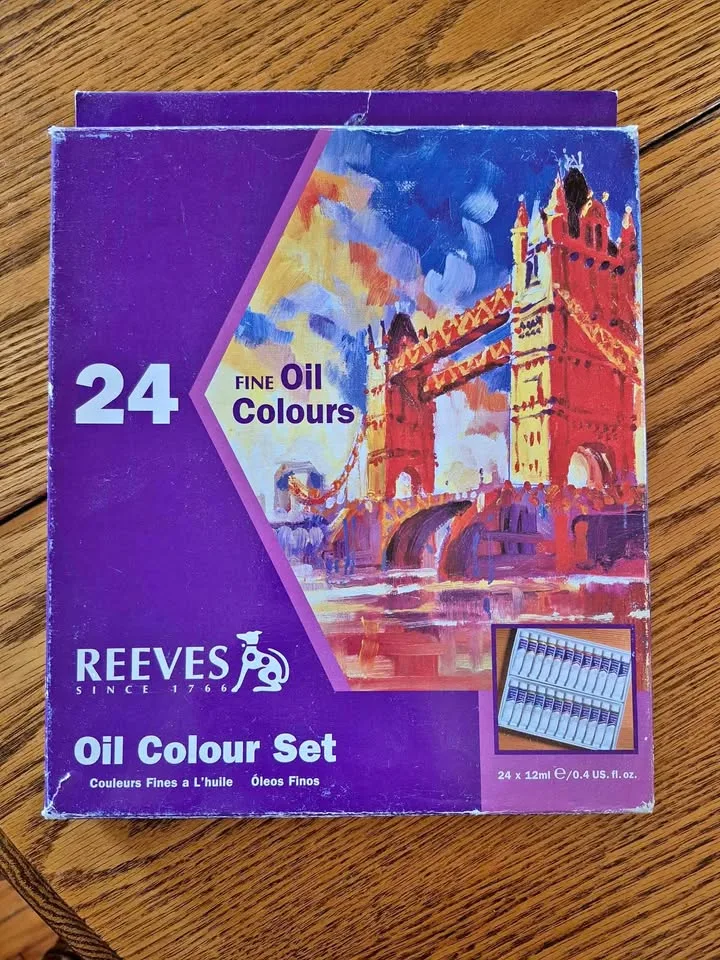 24
FINE Oil
Colours
REEVES
SINCE 1766
Oil Colour Set
Couleurs Fines a L'huile Óleos Finos
24 x 12ml ℮/0.4 US. fl. oz.